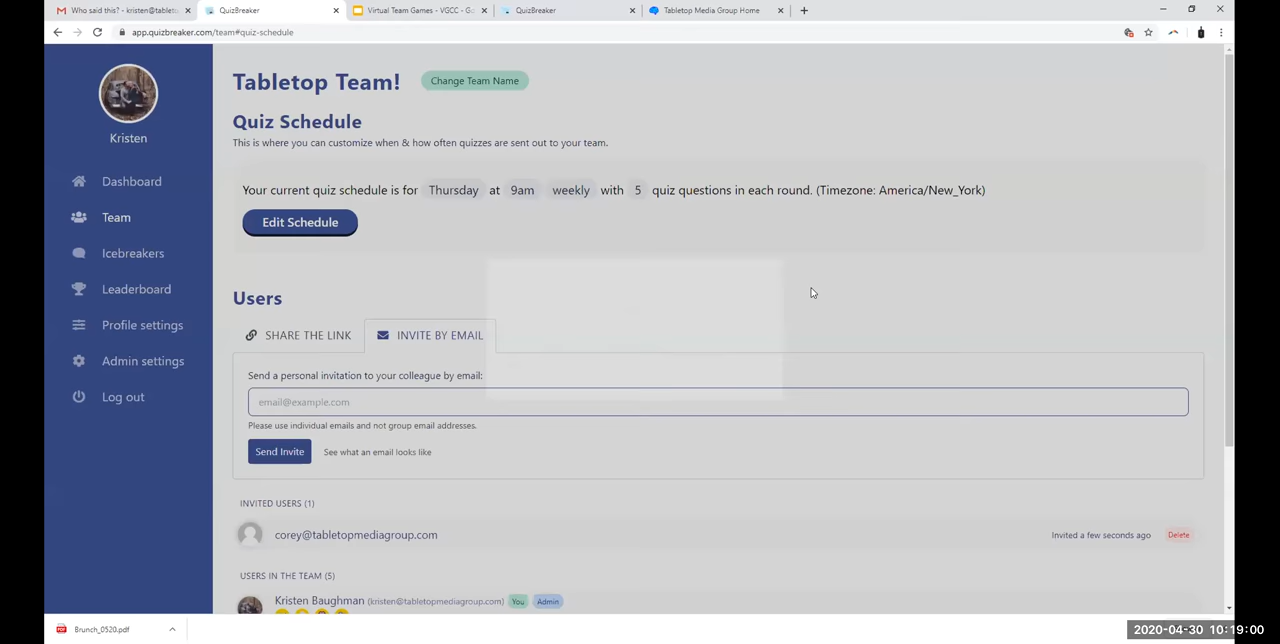 Who said this? - kristen@tableto
QuizBreaker
Virtual Team Games - VGCC - Go
QuizBreaker
Tabletop Media Group Home
app.quizbreaker.com/team#quiz-schedule
Kristen
Dashboard
Team
Icebreakers
Leaderboard
Profile settings
Admin settings
Log out
Tabletop Team!
Change Team Name
Quiz Schedule
This is where you can customize when & how often quizzes are sent out to your team.
Your current quiz schedule is for Thursday at 9am weekly with 5 quiz questions in each round. (Timezone: America/New_York)
Edit Schedule
Users
SHARE THE LINK
INVITE BY EMAIL
Send a personal invitation to your colleague by email:
email@example.com
Please use individual emails and not group email addresses.
Send Invite
See what an email looks like
INVITED USERS (1)
corey@tabletopmediagroup.com
Invited a few seconds ago
Delete
USERS IN THE TEAM (5)
Kristen Baughman (kristen@tabletopmediagroup.com) You Admin
Brunch_0520.pdf
2020-04-30 10:19:00